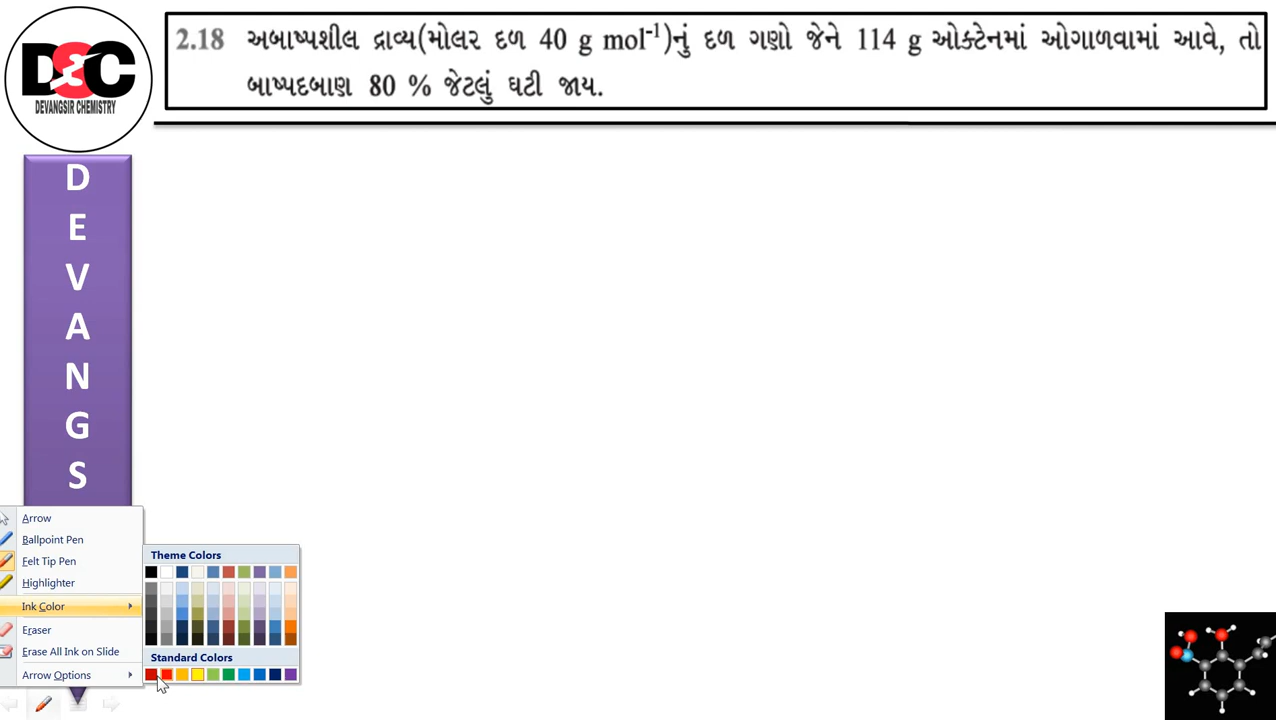 DEC
DEVANGSIR CHEMISTRY
2.18 અબાષ્પશીલ દ્રાવ્ય(મોલર દળ 40 g mol-1)નું દળ ગણો જેને 114 g ઓક્ટેનમાં ઓગાળવામાં આવે, તો
બાષ્પદબાણ 80 % જેટલું ઘટી જાય.
D
E
V
A
N
G
S
Arrow
Ballpoint Pen
Felt Tip Pen
Highlighter
Ink Color
Eraser
Erase All Ink on Slide
Arrow Options
Theme Colors
Standard Colors